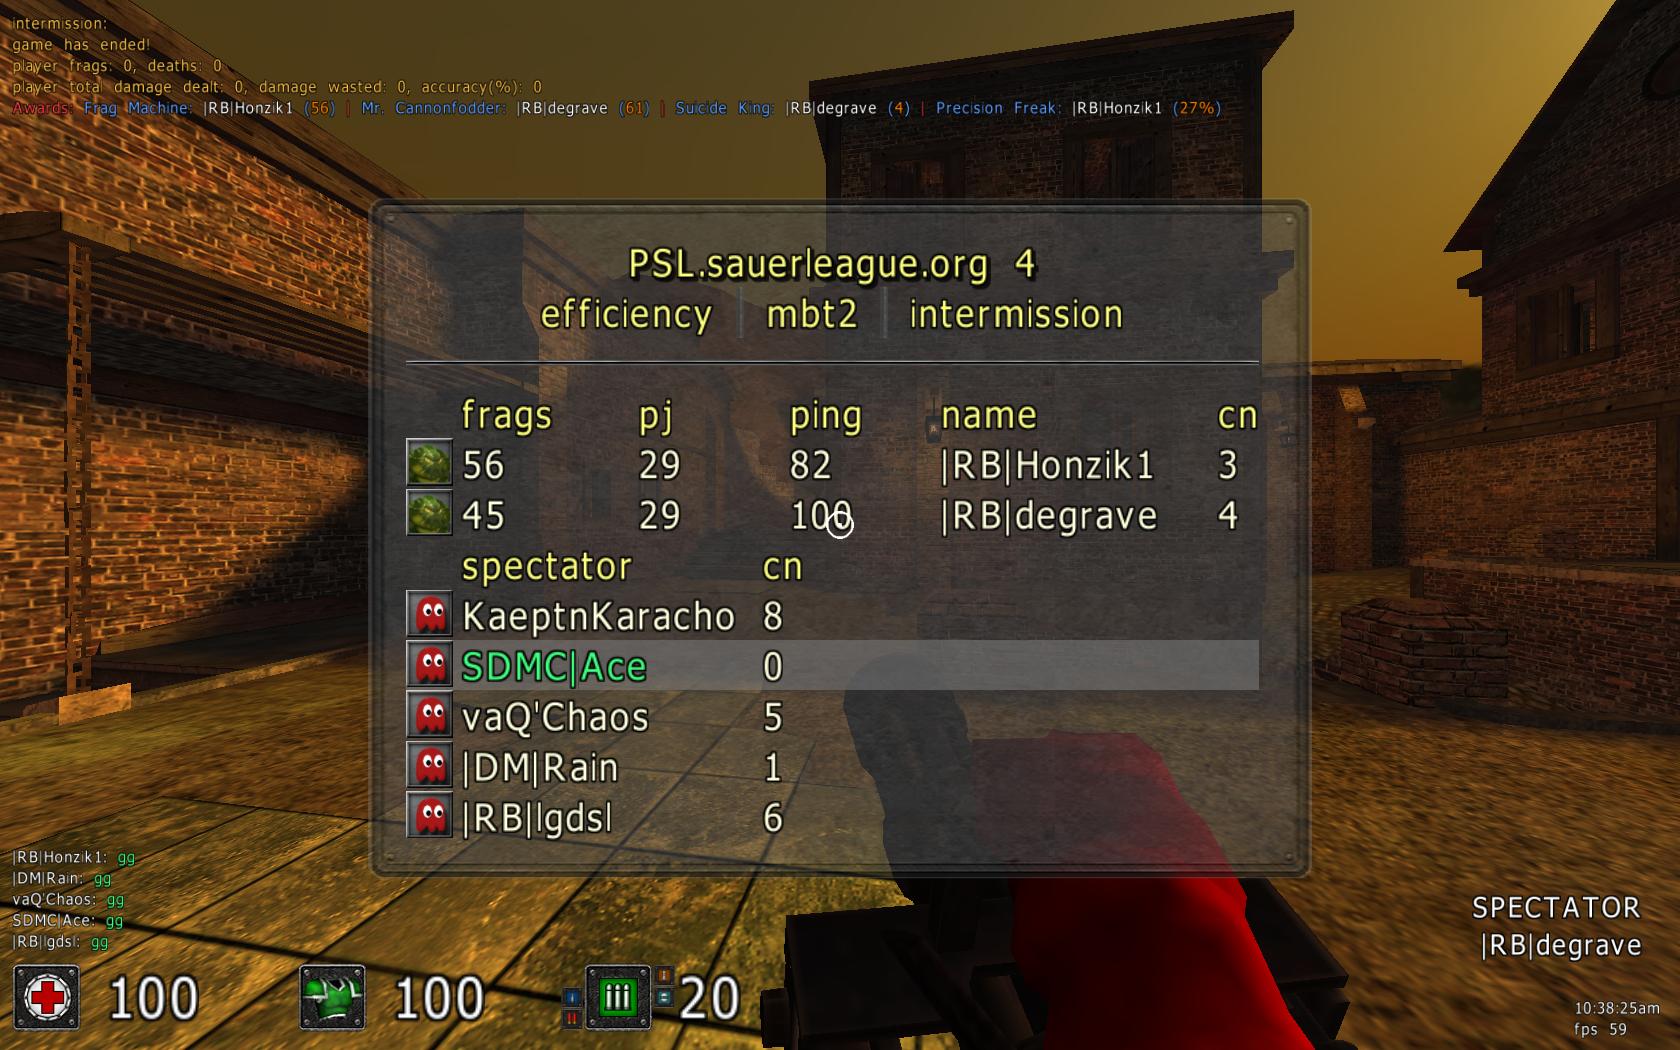 intermission:
game has ended!
player frags: 0, deaths: 0
player total damage dealt: 0, damage wasted: 0, accuracy(%): 0
Awards: Frag Machine: |RB|Honzik1 (56) | Mr. Cannonfodder: |RB|degrave (61) | Suicide King: |RB|degrave (4) | Precision Freak: |RB|Honzik1 (27%)
PSL.sauerleague.org 4
efficiency | mbt2 | intermission
frags pj ping name cn
56 29 82 |RB|Honzik1 3
45 29 100 |RB|degrave 4
spectator cn
KaeptnKaracho 8
SDMC|Ace 0
vaQ'Chaos 5
|DM|Rain 1
|RB|lgdsl 6
|RB|Honzik1: gg
|DM|Rain: gg
vaQ'Chaos: gg
SDMC|Ace: gg
|RB|lgdsl: gg
SPECTATOR
|RB|degrave
100 100 20
10:38:25am
fps 59